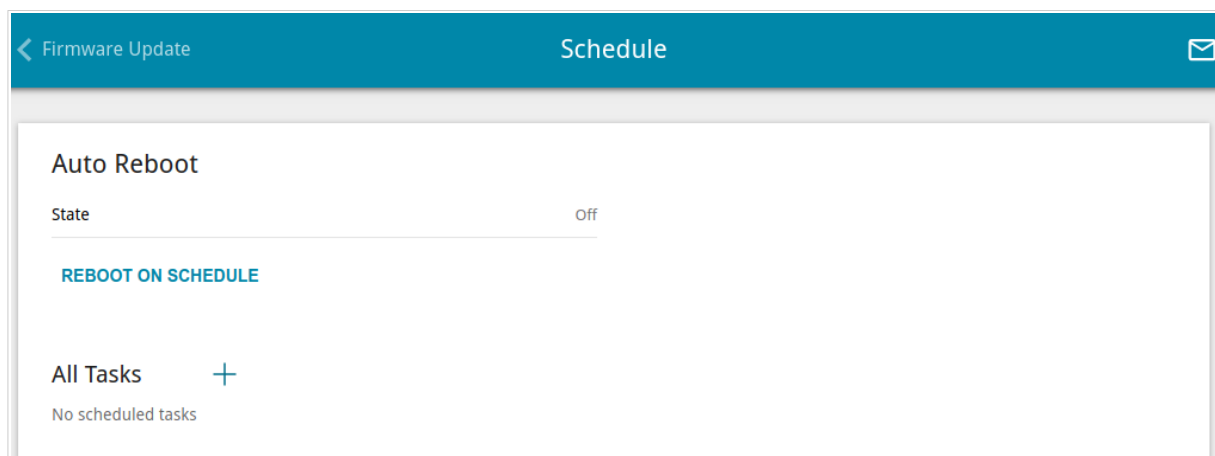 Firmware Update
Schedule
Auto Reboot
State
Off
REBOOT ON SCHEDULE
All Tasks
No scheduled tasks